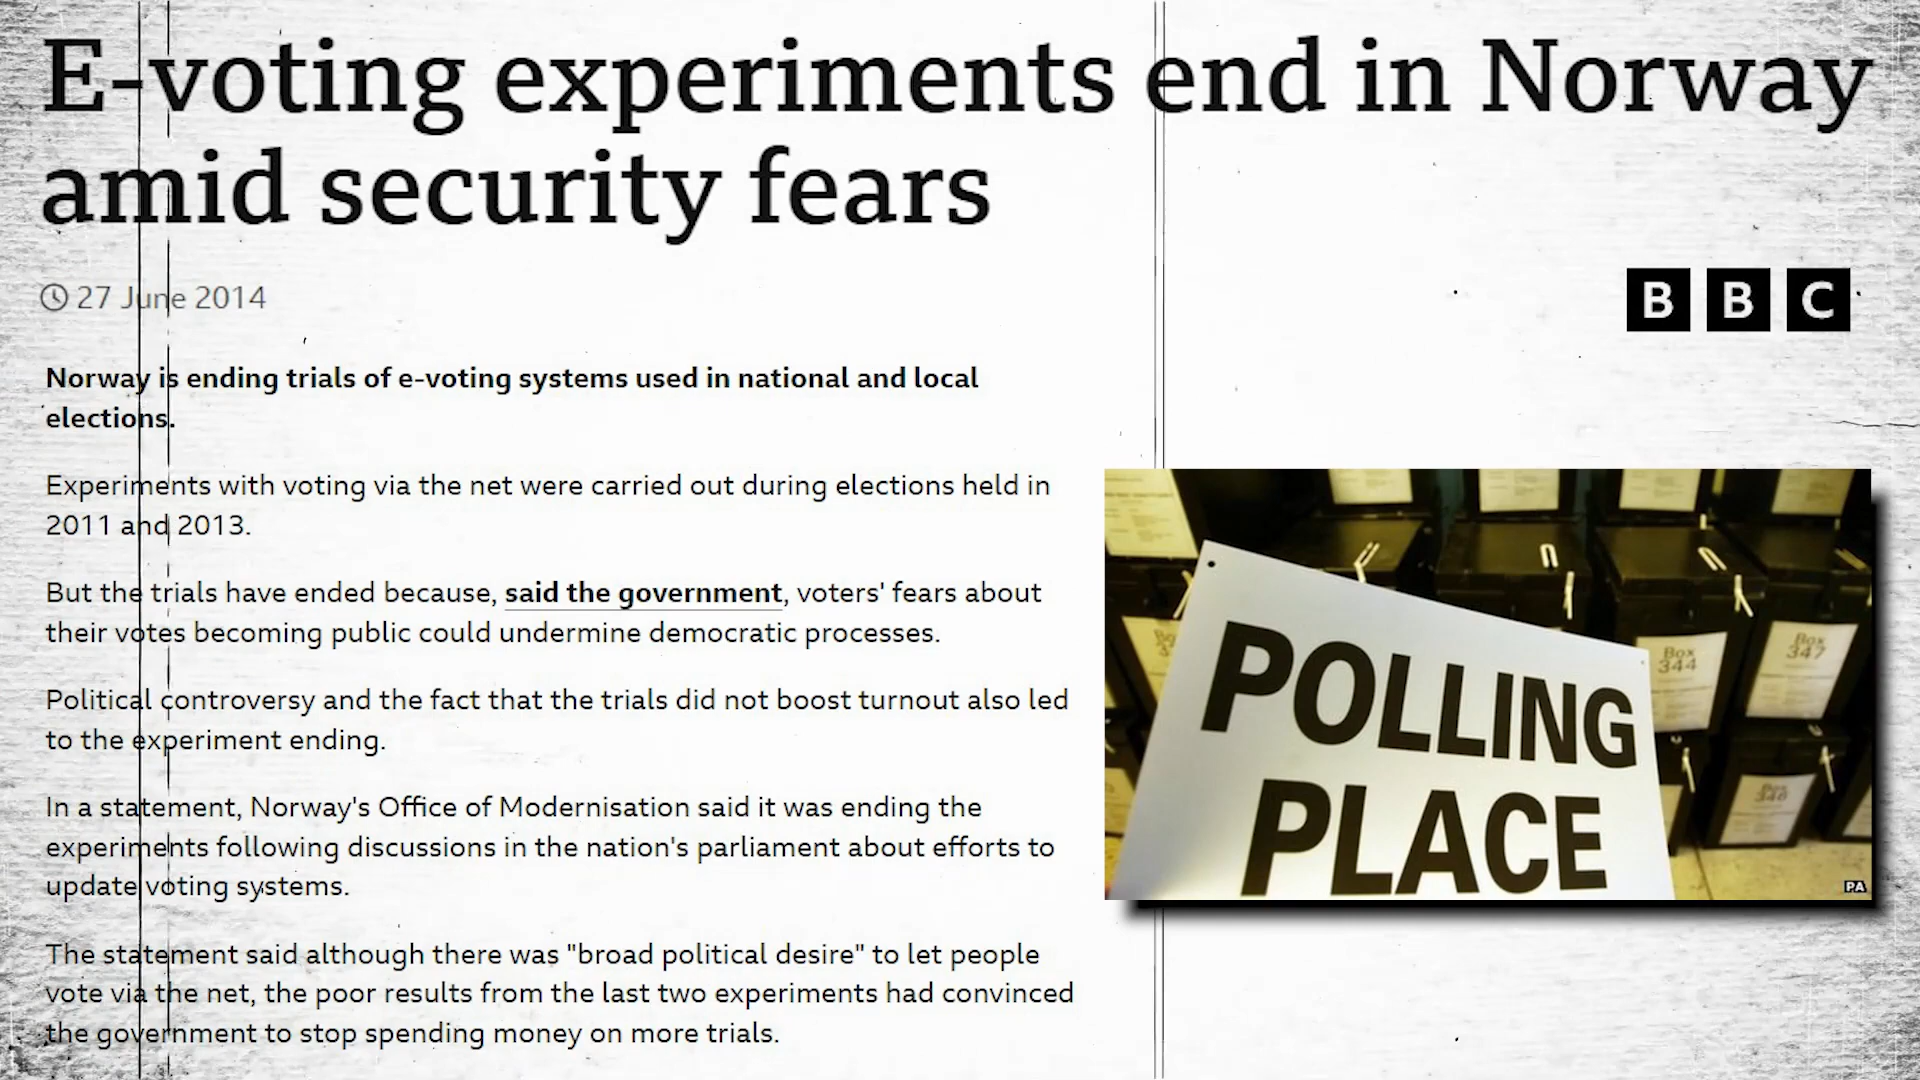 E-voting experiments end in Norway
amid security fears
27 June 2014
BBC
Norway is ending trials of e-voting systems used in national and local
elections.
Experiments with voting via the net were carried out during elections held in
2011 and 2013.
But the trials have ended because, said the government, voters' fears about
their votes becoming public could undermine democratic processes.
Political controversy and the fact that the trials did not boost turnout also led
to the experiment ending.
In a statement, Norway's Office of Modernisation said it was ending the
experiments following discussions in the nation's parliament about efforts to
update voting systems.
The statement said although there was "broad political desire" to let people
vote via the net, the poor results from the last two experiments had convinced
the government to stop spending money on more trials.
Box
344
Box
347
POLLING
PLACE
PA